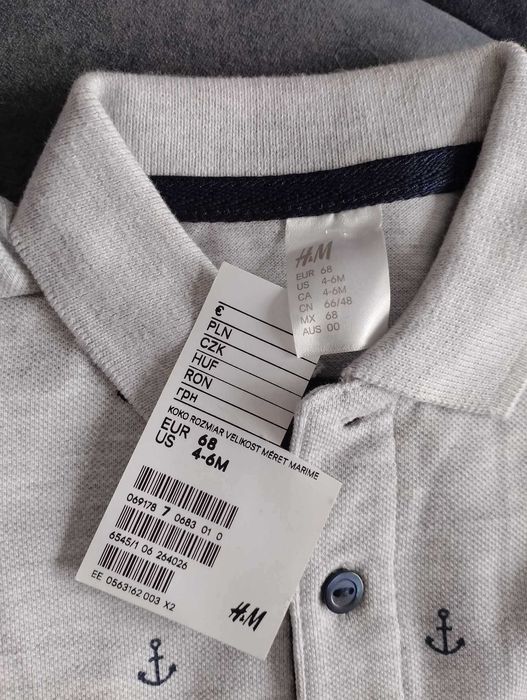 H&M
EUR 68
US 4-6M
CA 4-6M
CN 66/48
MX 68
AUS 00
€
PLN
CZK
HUF
RON
грн
KOKO ROZMIAR VELIKOST MÉRET MARIME
EUR 68
US 4-6M
069178 7 0683 01 0
6545/1 06 264026
EE 0563162 003 X2
H&M